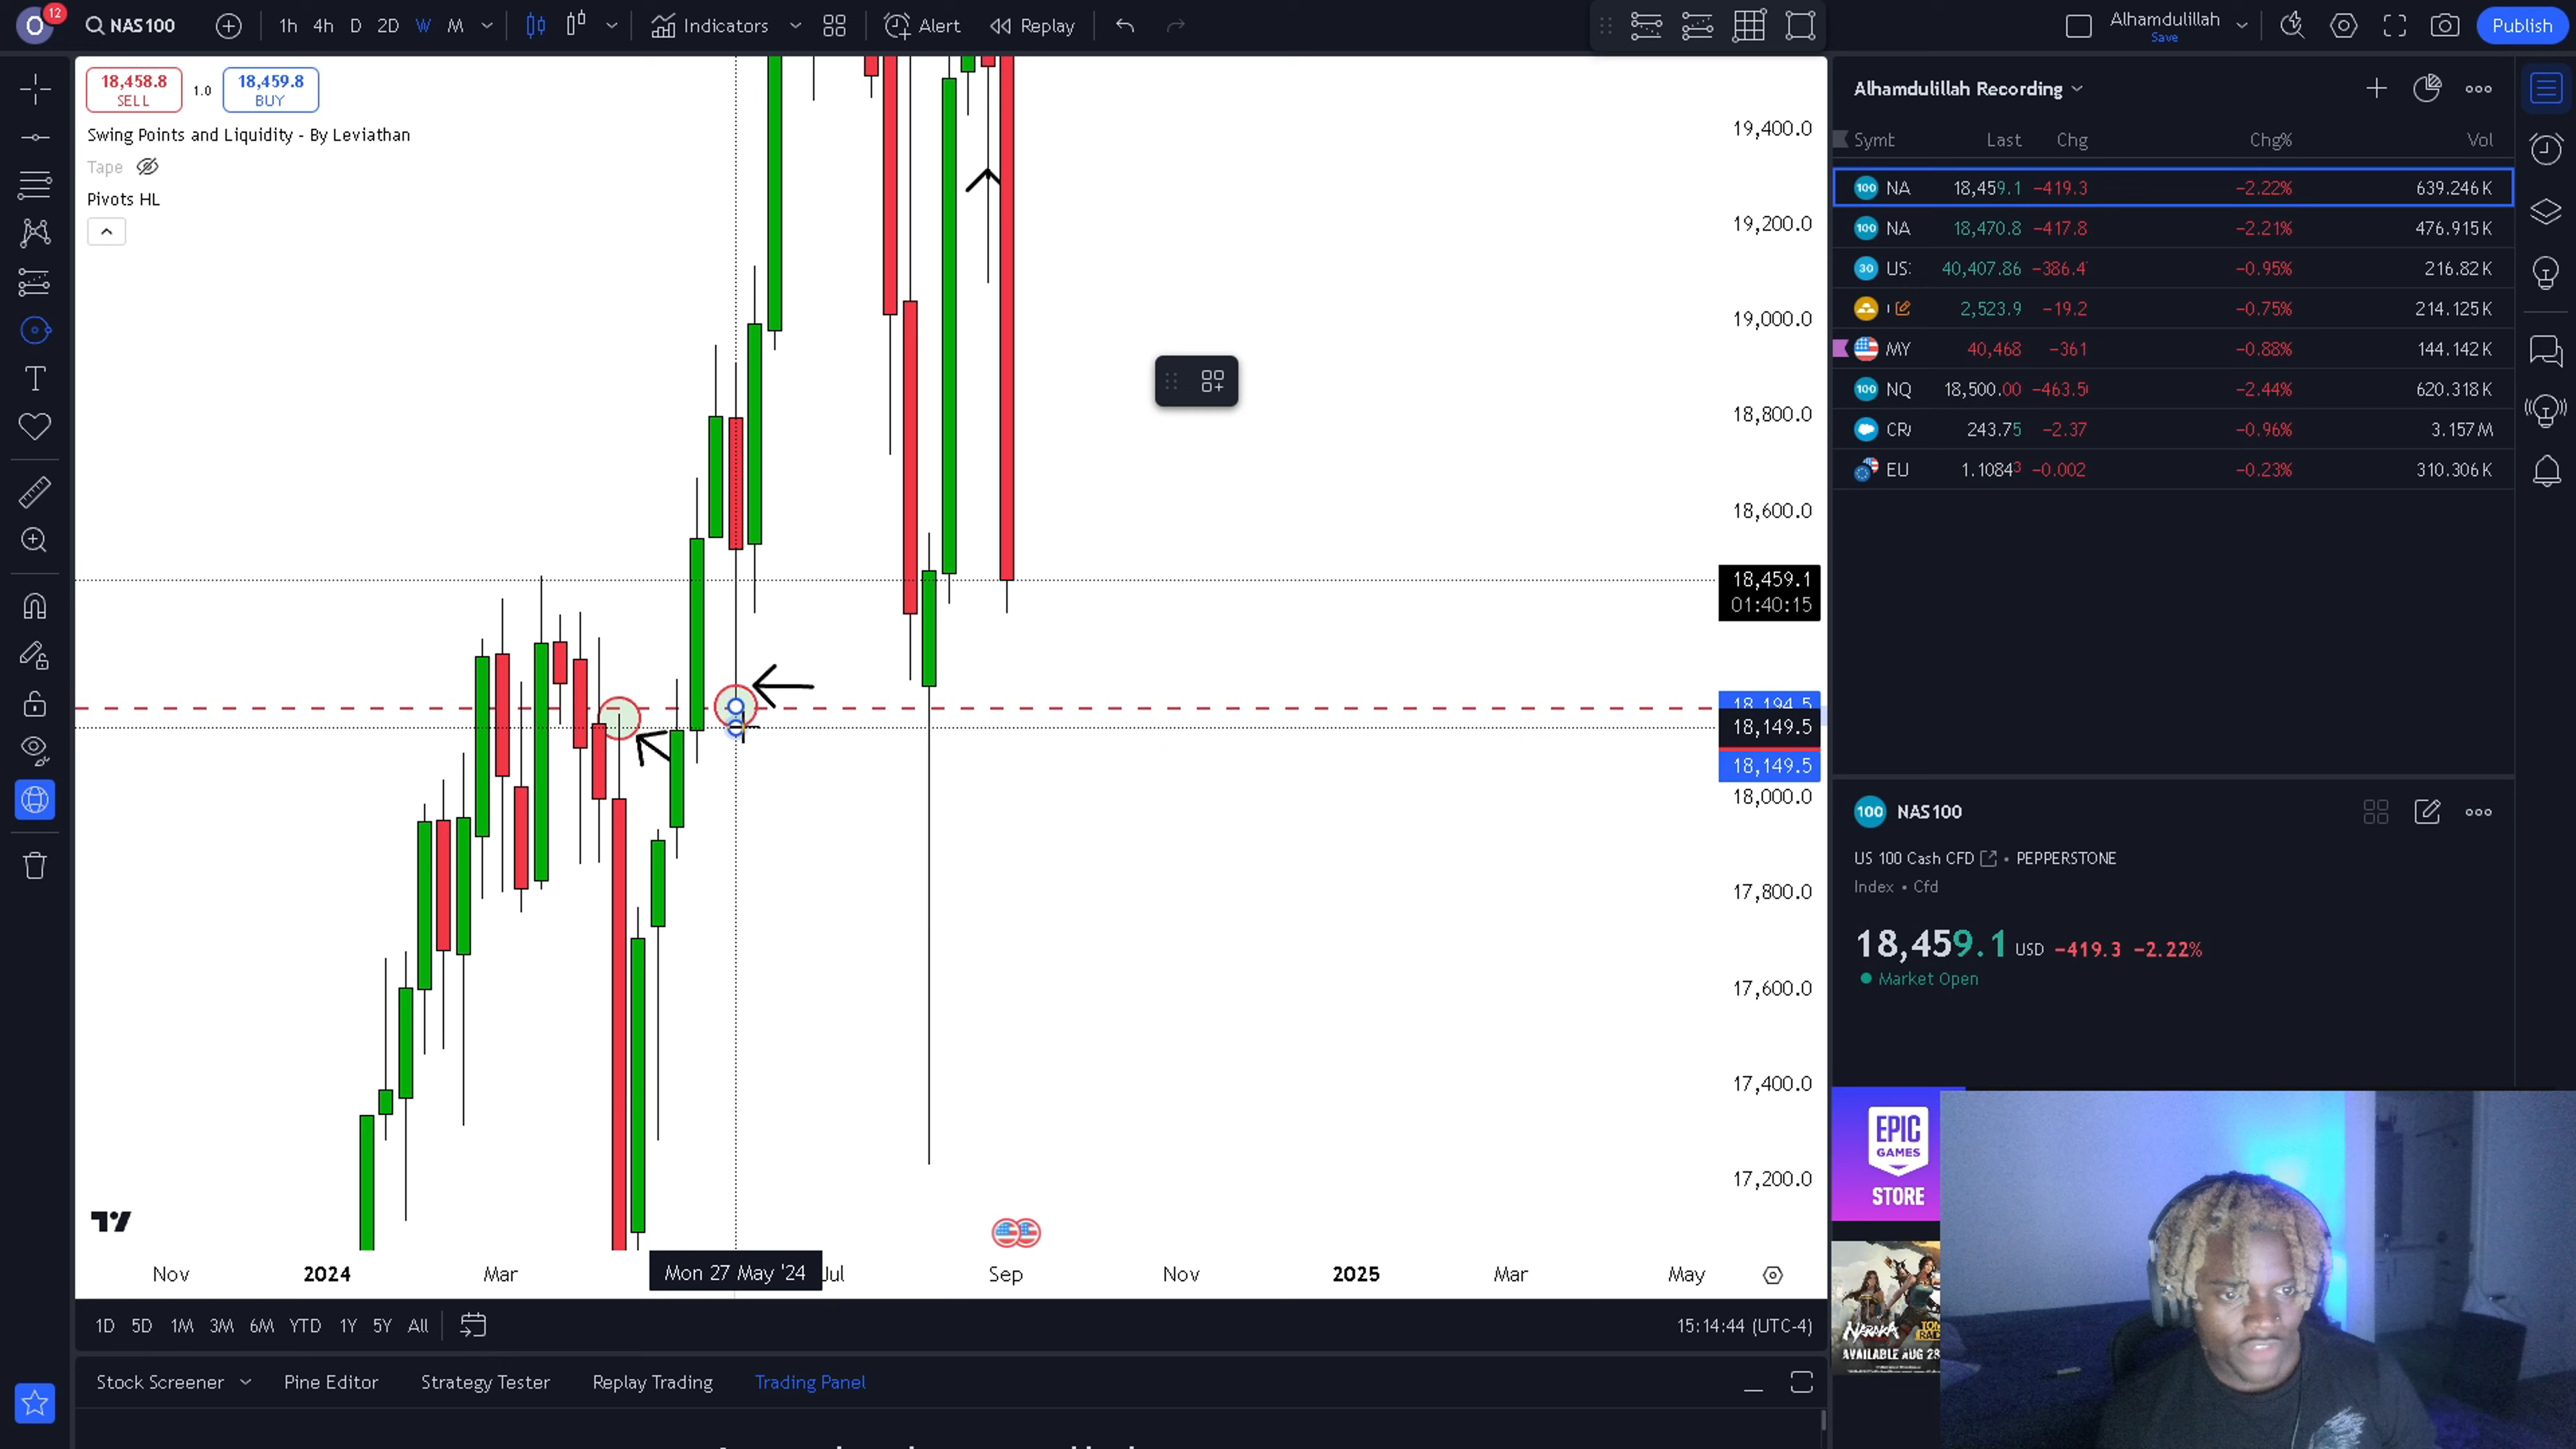 O 12 NAS100 1h 4h D 2D W M Indicators Alert Replay Alhamdulillah Save Publish
18,458.8 SELL 1.0 18,459.8 BUY
Swing Points and Liquidity - By Leviathan
Tape
Pivots HL
19,400.0
19,200.0
19,000.0
18,800.0
18,600.0
18,459.1
01:40:15
18,194.5
18,149.5
18,149.5
18,000.0
17,800.0
17,600.0
17,400.0
17,200.0
Nov 2024 Mar Mon 27 May '24 Jul Sep Nov 2025 Mar May
1D 5D 1M 3M 6M YTD 1Y 5Y All 15:14:44 (UTC-4)
Stock Screener Pine Editor Strategy Tester Replay Trading Trading Panel
Alhamdulillah Recording
Symt Last Chg Chg% Vol
100 NA 18,459.1 −419.3 −2.22% 639.246K
100 NA 18,470.8 −417.8 −2.21% 476.915K
30 US: 40,407.86 −386.4 −0.95% 216.82K
2,523.9 −19.2 −0.75% 214.125K
MY 40,468 −361 −0.88% 144.142K
100 NQ 18,500.00 −463.5 −2.44% 620.318K
CR 243.75 −2.37 −0.96% 3.157M
EU 1.10843 −0.002 −0.23% 310.306K
100 NAS100
US 100 Cash CFD • PEPPERSTONE
Index • Cfd
18,459.1 USD −419.3 −2.22%
Market Open
EPIC
GAMES
STORE
NARAKA
AVAILABLE AUG 28